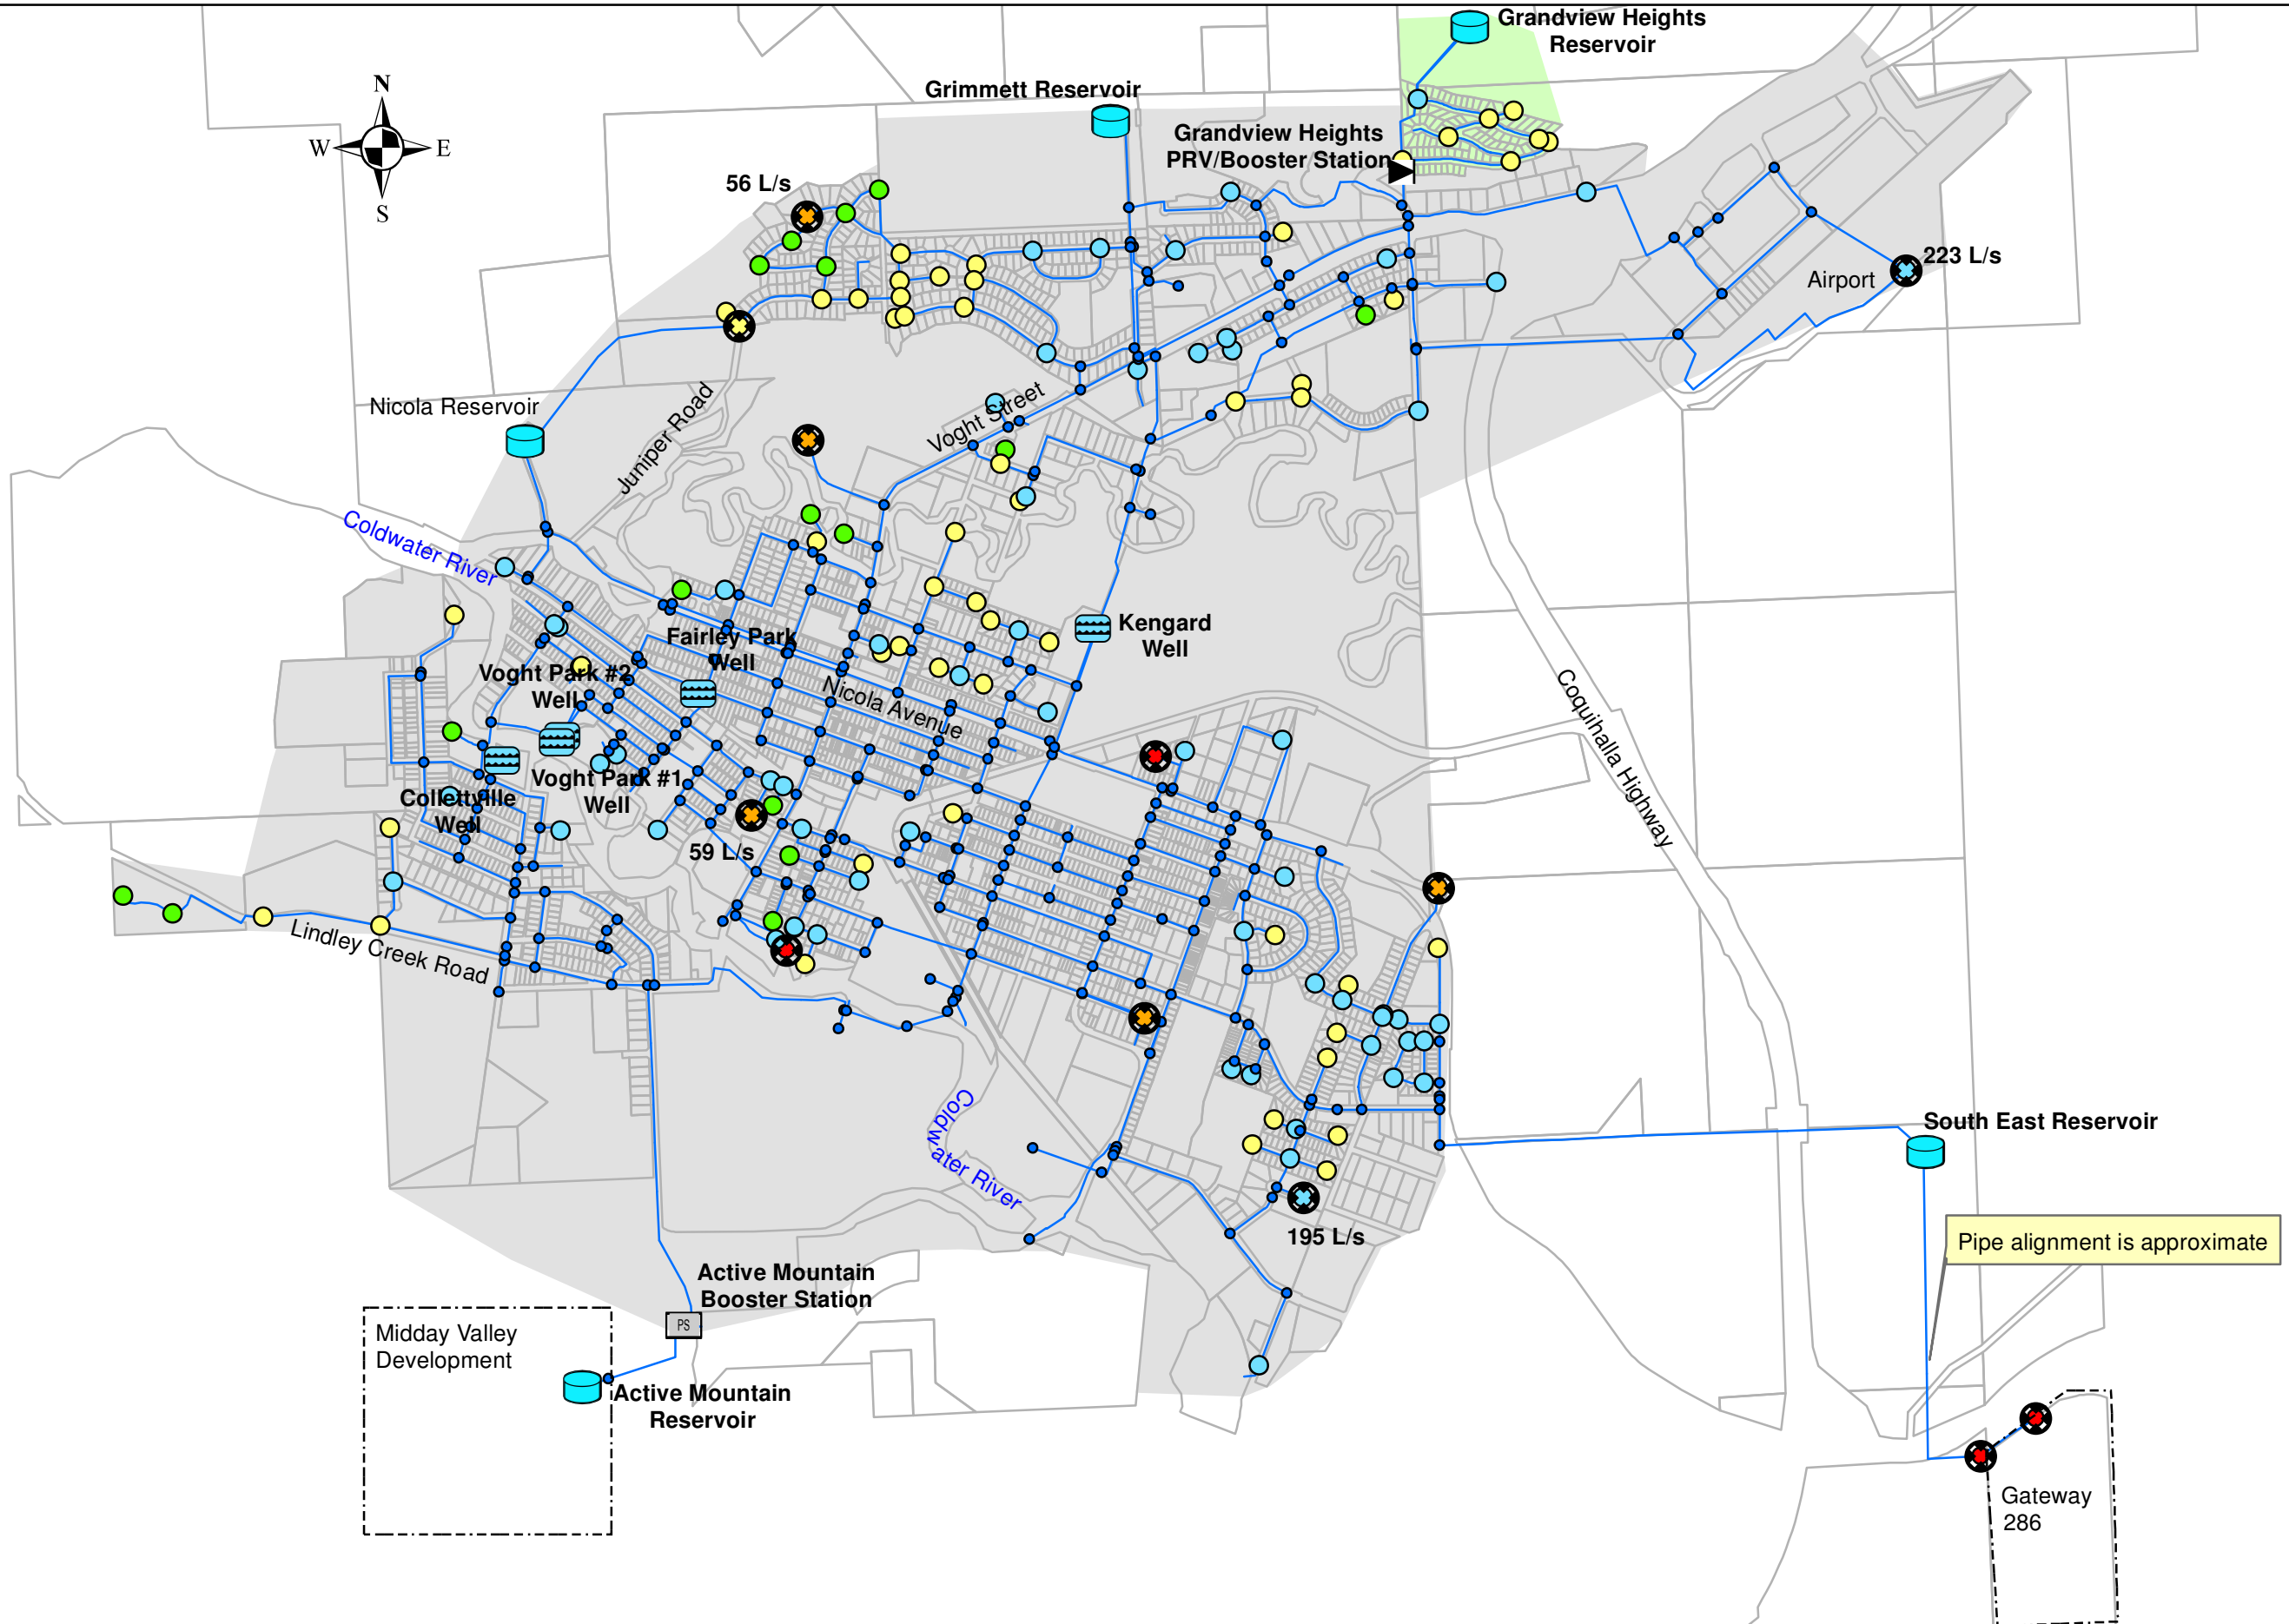 Grandview Heights
Reservoir
Grimmett Reservoir
N
W
E
S
Grandview Heights
PRV/Booster Station
56 L/s
223 L/s
Airport
Nicola Reservoir
Juniper Road
Voght Street
Coldwater River
Kengard
Well
Fairley Park
Well
Voght Park #2
Well
Nicola Avenue
Coquihalla Highway
Voght Park #1
Well
Collettville
Well
59 L/s
Lindley Creek Road
Coldwater River
South East Reservoir
195 L/s
Pipe alignment is approximate
Active Mountain
Booster Station
PS
Midday Valley
Development
Active Mountain
Reservoir
Gateway
286